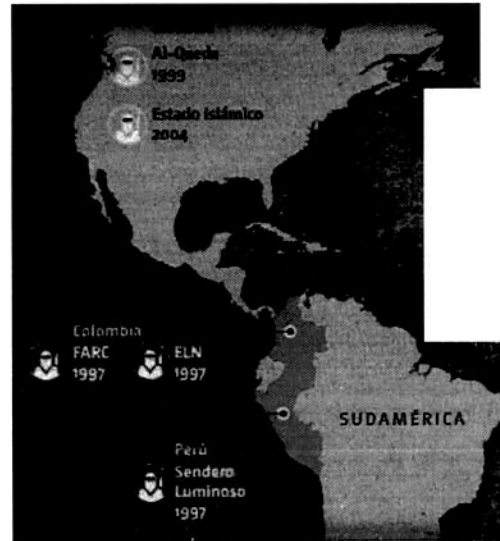 Al-Qaeda
1999
Estado Islámico
2004
Colombia
FARC
1997
ELN
1997
SUDAMÉRICA
Perú
Sendero
Luminoso
1997